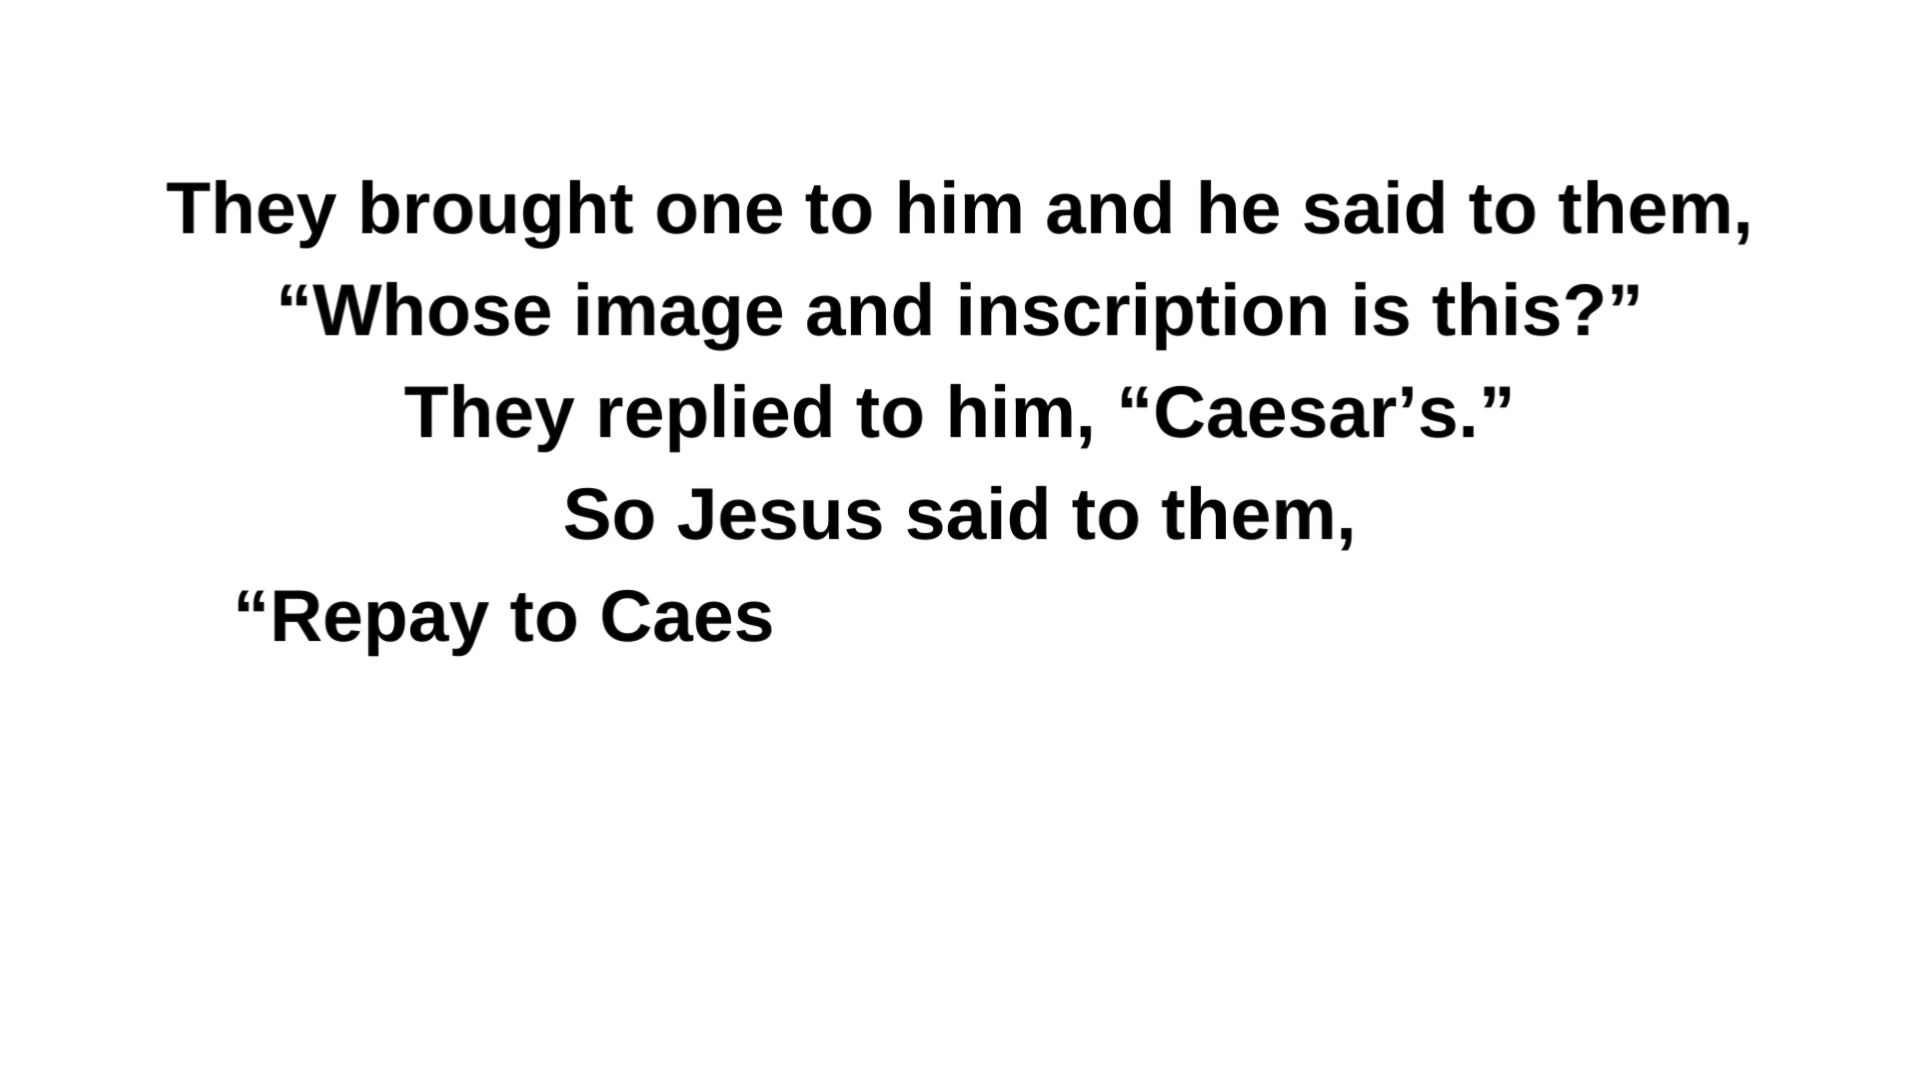 They brought one to him and he said to them,
“Whose image and inscription is this?”
They replied to him, “Caesar’s.”
So Jesus said to them,
“Repay to Caes